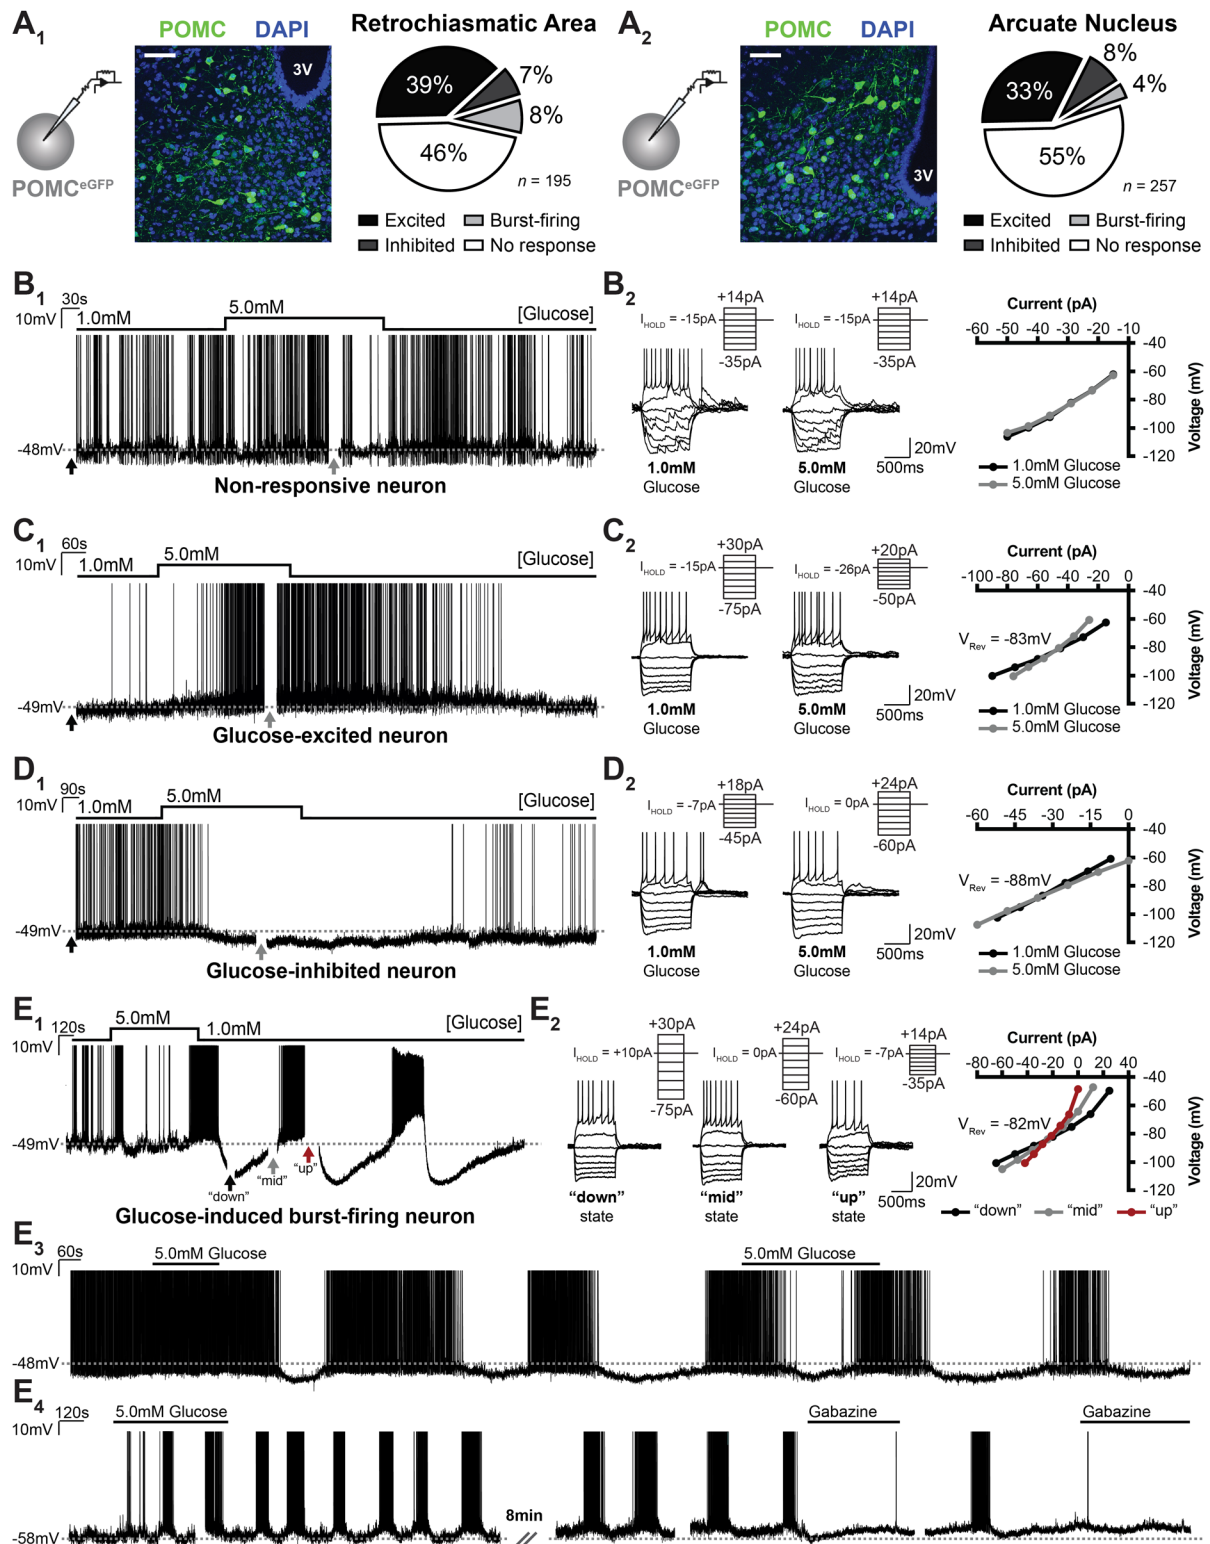 A1
POMC DAPI
3V
POMCeGFP
Retrochiasmatic Area
39%
7%
8%
46%
n = 195
Excited Burst-firing
Inhibited No response
A2
POMC DAPI
3V
POMCeGFP
Arcuate Nucleus
33%
8%
4%
55%
n = 257
Excited Burst-firing
Inhibited No response
B1
30s
10mV
1.0mM
5.0mM
[Glucose]
-48mV
Non-responsive neuron
B2
+14pA
IHOLD = -15pA
-35pA
+14pA
IHOLD = -15pA
-35pA
1.0mM
Glucose
5.0mM
Glucose
20mV
500ms
Current (pA)
-60 -50 -40 -30 -20 -10
-40
-60
-80
-100
-120
Voltage (mV)
1.0mM Glucose
5.0mM Glucose
C1
60s
10mV
1.0mM
5.0mM
[Glucose]
-49mV
Glucose-excited neuron
C2
+30pA
IHOLD = -15pA
-75pA
+20pA
IHOLD = -26pA
-50pA
1.0mM
Glucose
5.0mM
Glucose
20mV
500ms
Current (pA)
-100 -80 -60 -40 -20 0
-40
-60
-80
-100
-120
Voltage (mV)
VRev = -83mV
1.0mM Glucose
5.0mM Glucose
D1
90s
10mV
1.0mM
5.0mM
[Glucose]
-49mV
Glucose-inhibited neuron
D2
+18pA
IHOLD = -7pA
-45pA
+24pA
IHOLD = 0pA
-60pA
1.0mM
Glucose
5.0mM
Glucose
20mV
500ms
Current (pA)
-60 -45 -30 -15 0
-40
-60
-80
-100
-120
Voltage (mV)
VRev = -88mV
1.0mM Glucose
5.0mM Glucose
E1
120s
10mV
5.0mM
1.0mM
[Glucose]
-49mV
"down"
"mid"
"up"
Glucose-induced burst-firing neuron
E2
+30pA
IHOLD = +10pA
-75pA
+24pA
IHOLD = 0pA
-60pA
+14pA
IHOLD = -7pA
-35pA
"down"
state
"mid"
state
"up"
state
20mV
500ms
Current (pA)
-80 -60 -40 -20 0 20 40
-40
-60
-80
-100
-120
Voltage (mV)
VRev = -82mV
"down" "mid" "up"
E3
60s
10mV
5.0mM Glucose
5.0mM Glucose
-48mV
E4
120s
10mV
5.0mM Glucose
Gabazine
Gabazine
8min
-58mV